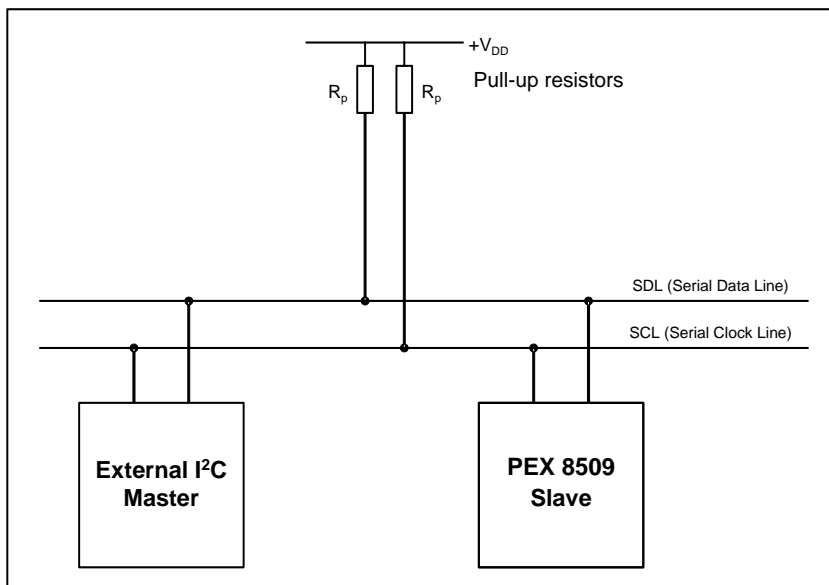 +VDD
Pull-up resistors
Rp
Rp
SDL (Serial Data Line)
SCL (Serial Clock Line)
External I²C
Master
PEX 8509
Slave